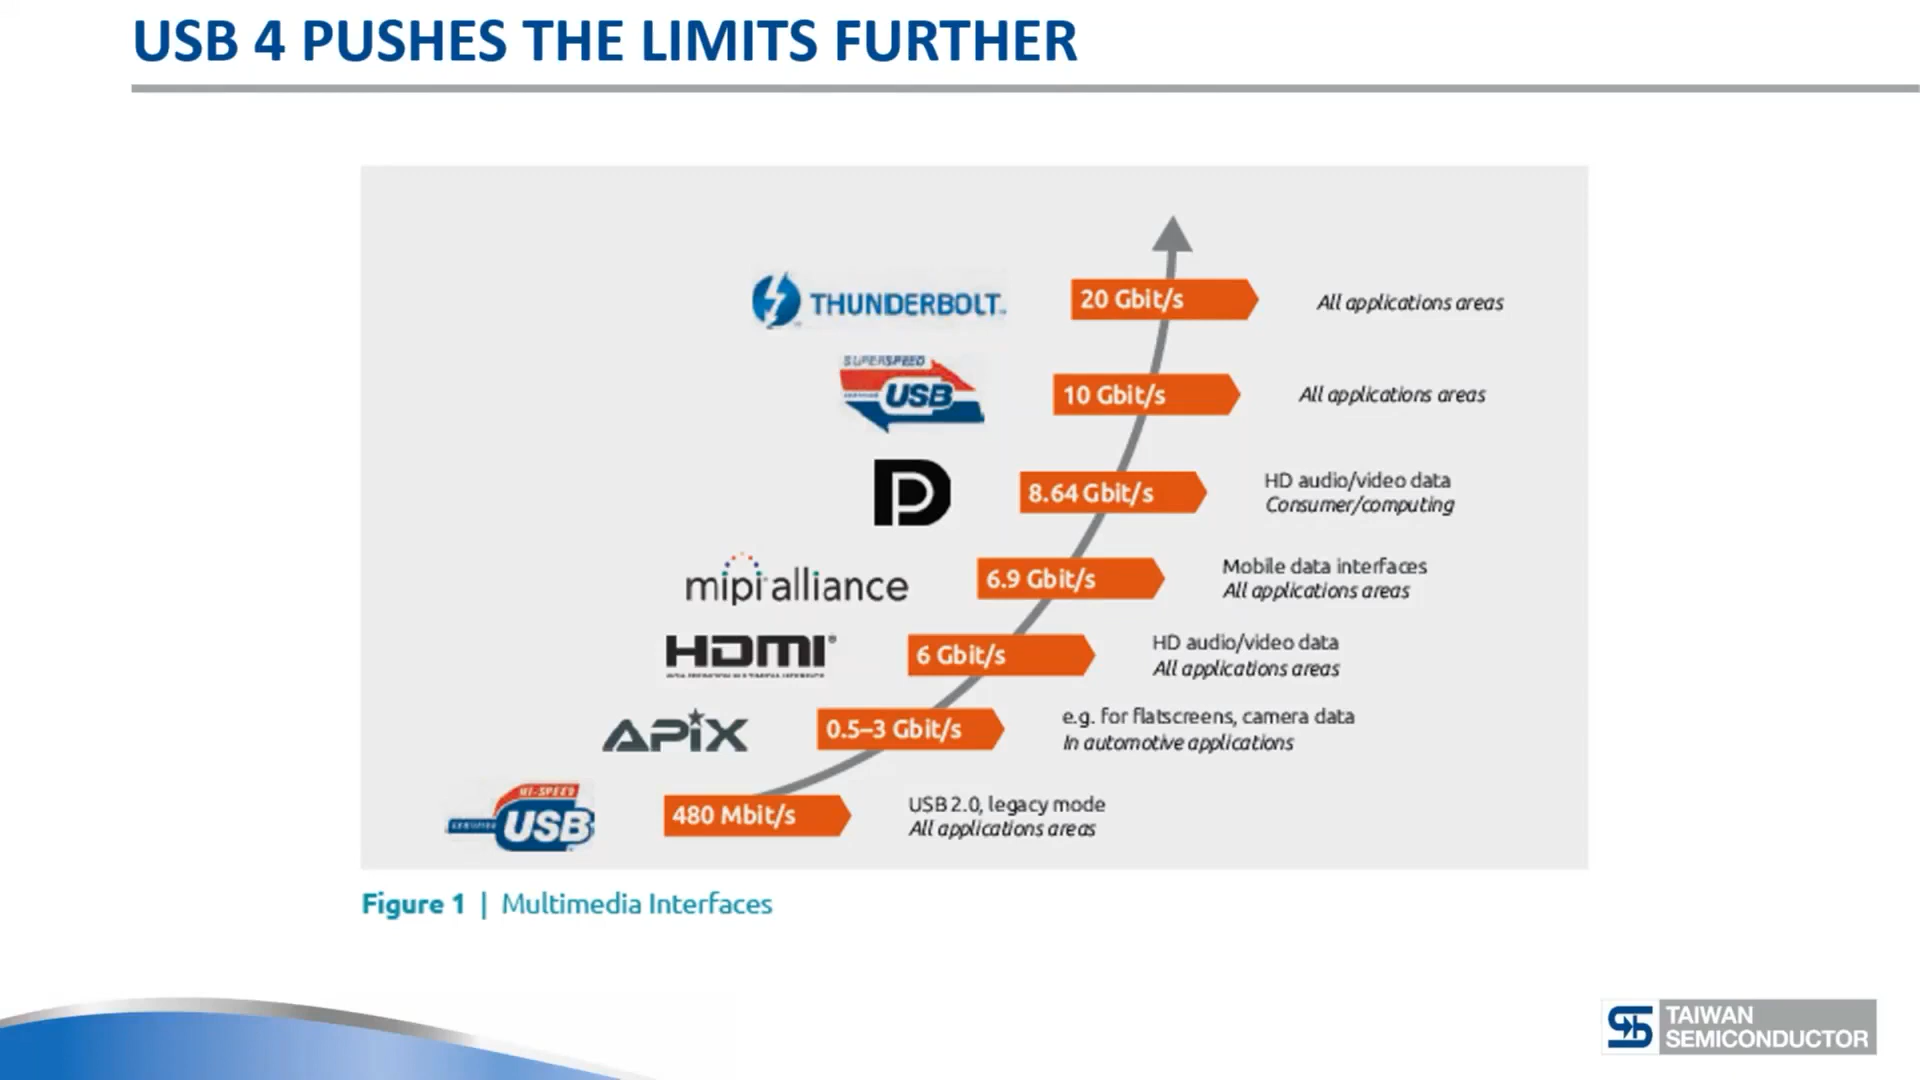 USB 4 PUSHES THE LIMITS FURTHER
THUNDERBOLT™
20 Gbit/s
All applications areas
SUPERSPEED
USB
10 Gbit/s
All applications areas
8.64 Gbit/s
HD audio/video data
Consumer/computing
mipi alliance
6.9 Gbit/s
Mobile data interfaces
All applications areas
HDMI®
6 Gbit/s
HD audio/video data
All applications areas
APIX
0.5–3 Gbit/s
e.g. for flatscreens, camera data
In automotive applications
HI-SPEED
CERTIFIED USB
480 Mbit/s
USB 2.0, legacy mode
All applications areas
Figure 1 | Multimedia Interfaces
TAIWAN
SEMICONDUCTOR